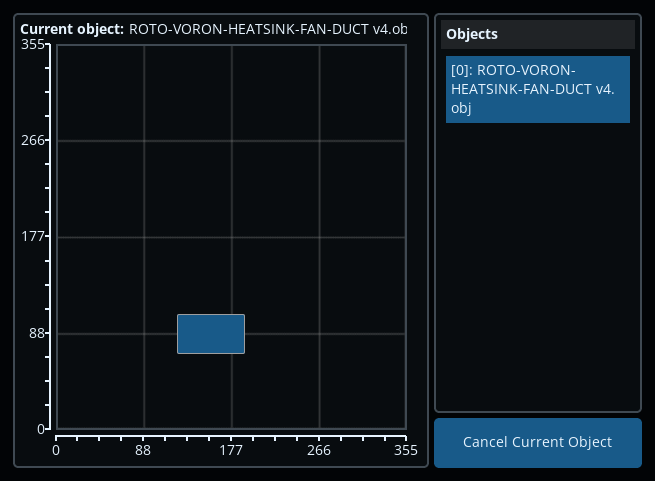 Current object: ROTO-VORON-HEATSINK-FAN-DUCT v4.ob
355
266
177
88
0
0 88 177 266 355
Objects
[0]: ROTO-VORON-
HEATSINK-FAN-DUCT v4.
obj
Cancel Current Object